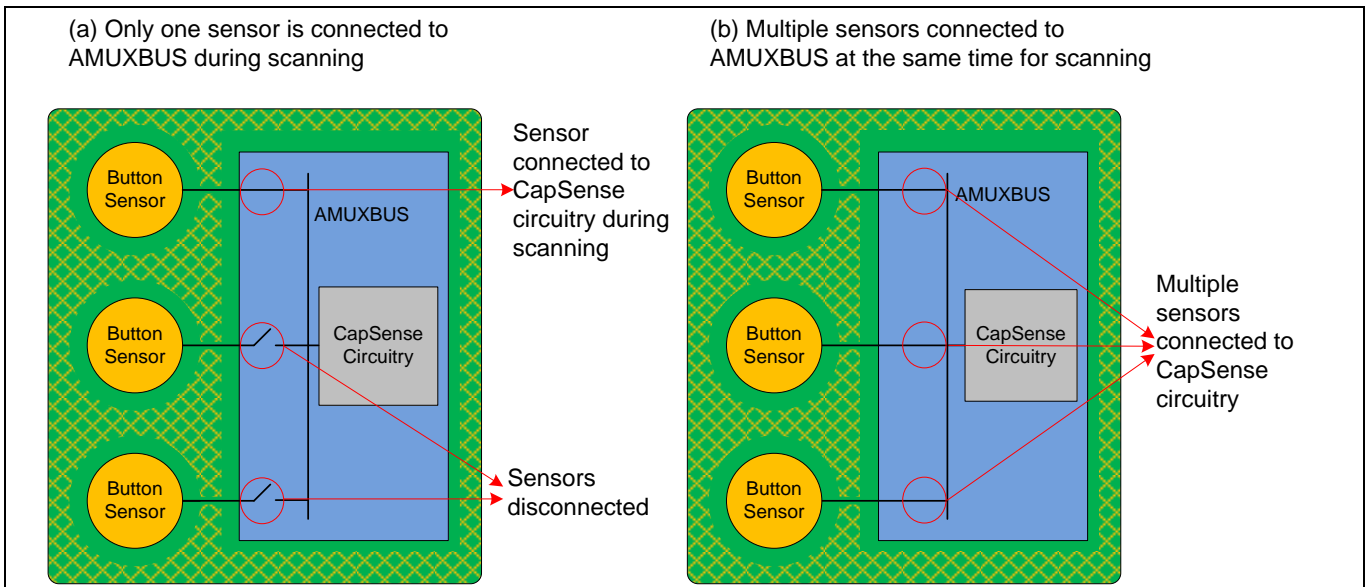 (a) Only one sensor is connected to
AMUXBUS during scanning
Button
Sensor
Button
Sensor
Button
Sensor
AMUXBUS
CapSense
Circuitry
Sensor
connected to
CapSense
circuitry during
scanning
Sensors
disconnected
(b) Multiple sensors connected to
AMUXBUS at the same time for scanning
Button
Sensor
Button
Sensor
Button
Sensor
AMUXBUS
CapSense
Circuitry
Multiple
sensors
connected to
CapSense
circuitry